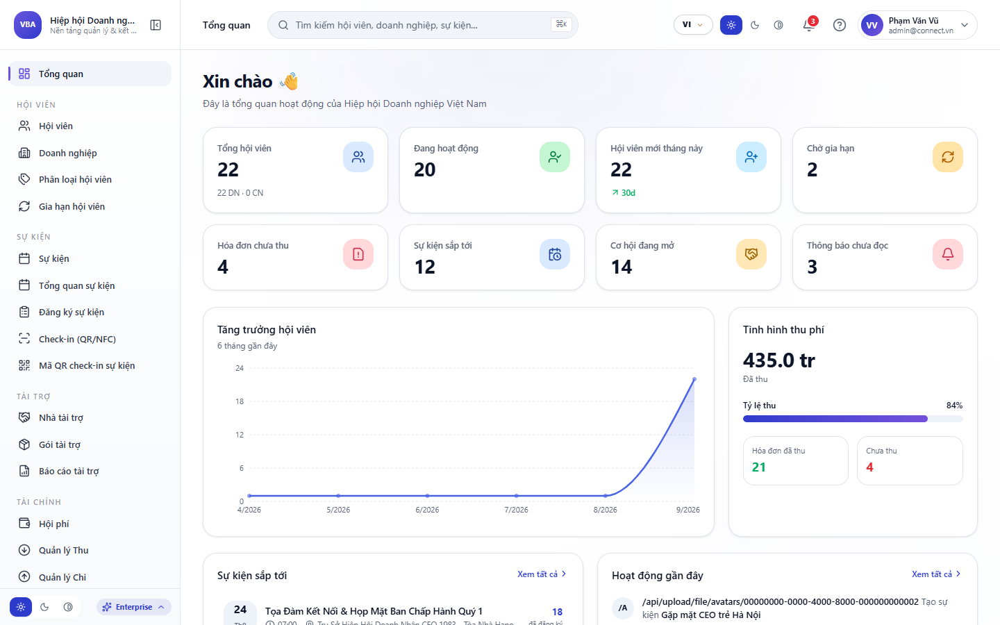 VBA
Hiệp hội Doanh ng...
Nền tảng quản lý & kết ...
Tổng quan
Tìm kiếm hội viên, doanh nghiệp, sự kiện...
⌘K
VI
3
VV
Phạm Văn Vũ
admin@connect.vn
Tổng quan
HỘI VIÊN
Hội viên
Doanh nghiệp
Phân loại hội viên
Gia hạn hội viên
SỰ KIỆN
Sự kiện
Tổng quan sự kiện
Đăng ký sự kiện
Check-in (QR/NFC)
Mã QR check-in sự kiện
TÀI TRỢ
Nhà tài trợ
Gói tài trợ
Báo cáo tài trợ
TÀI CHÍNH
Hội phí
Quản lý Thu
Quản lý Chi
Enterprise
Xin chào 👋
Đây là tổng quan hoạt động của Hiệp hội Doanh nghiệp Việt Nam
Tổng hội viên
22
22 DN · 0 CN
Đang hoạt động
20
Hội viên mới tháng này
22
30d
Chờ gia hạn
2
Hóa đơn chưa thu
4
Sự kiện sắp tới
12
Cơ hội đang mở
14
Thông báo chưa đọc
3
Tăng trưởng hội viên
6 tháng gần đây
24
18
12
6
0
4/2026
5/2026
6/2026
7/2026
8/2026
9/2026
Tình hình thu phí
435.0 tr
Đã thu
Tỷ lệ thu
84%
Hóa đơn đã thu
21
Chưa thu
4
Sự kiện sắp tới
Xem tất cả
24
Th9
Tọa Đàm Kết Nối & Họp Mặt Ban Chấp Hành Quý 1
07:00
Trụ Sở Hiện Hội Doanh Nhân CEO 1983 - Tòa Nhà Hano
18
đã đăng ký
Hoạt động gần đây
Xem tất cả
/A
/api/upload/file/avatars/00000000-0000-4000-8000-000000000002 Tạo sự
kiện Gặp mặt CEO trẻ Hà Nội